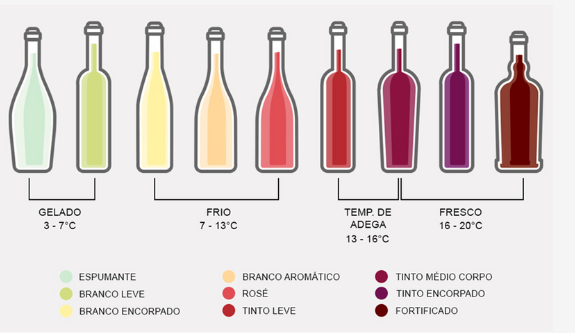 GELADO
3 - 7°C
FRIO
7 - 13°C
TEMP. DE
ADEGA
13 - 16°C
FRESCO
16 - 20°C
ESPUMANTE
BRANCO LEVE
BRANCO ENCORPADO
BRANCO AROMÁTICO
ROSÉ
TINTO LEVE
TINTO MÉDIO CORPO
TINTO ENCORPADO
FORTIFICADO